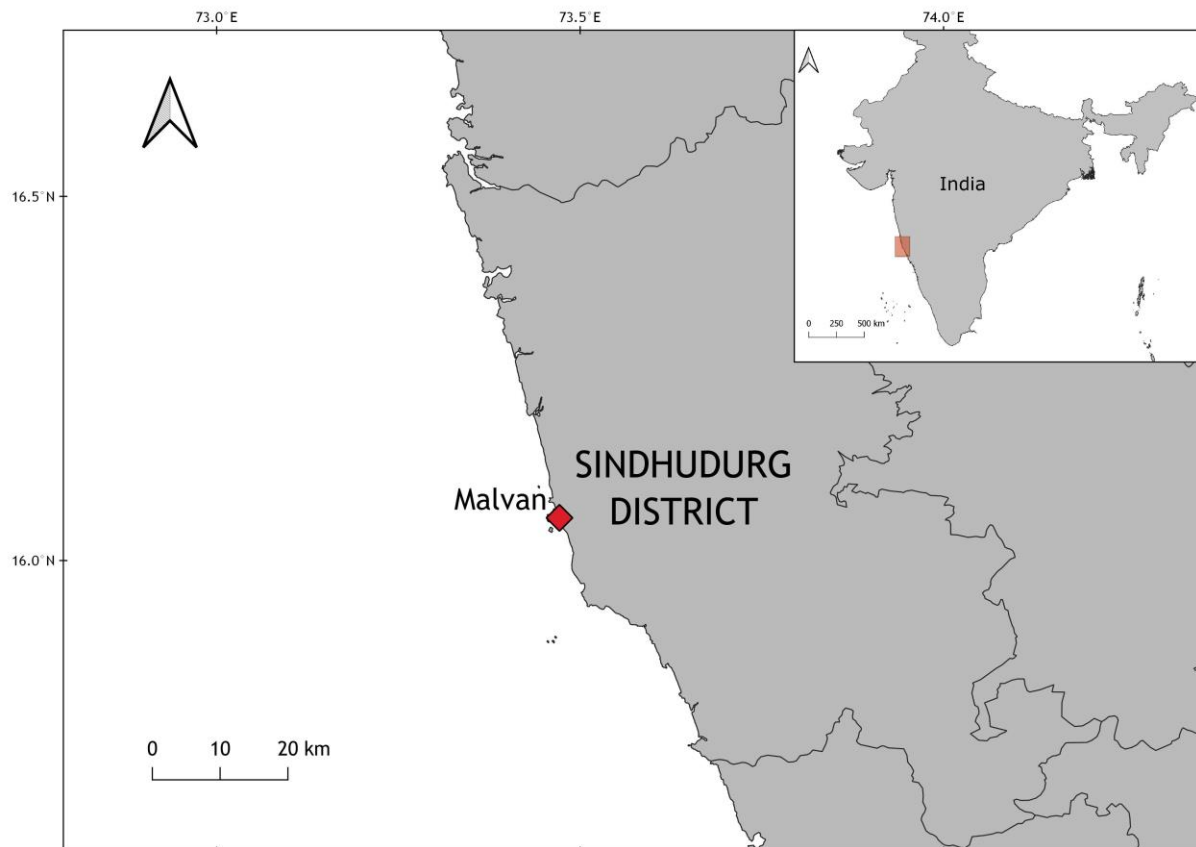 73.0°E
73.5°E
74.0°E
16.5°N
India
0 250 500 km
SINDHUDURG
DISTRICT
Malvan
16.0°N
0 10 20 km